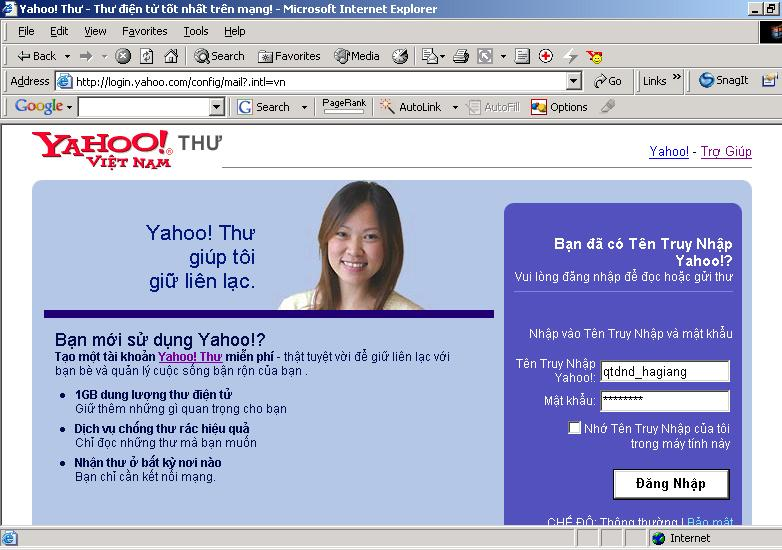 Yahoo! Thư - Thư điện tử tốt nhất trên mạng! - Microsoft Internet Explorer
File Edit View Favorites Tools Help
Back Search Favorites Media
Address http://login.yahoo.com/config/mail?.intl=vn Go Links » SnagIt
Google Search PageRank AutoLink AutoFill Options
YAHOO! THƯ
VIỆT NAM
Yahoo! - Trợ Giúp
Yahoo! Thư
giúp tôi
giữ liên lạc.
Bạn mới sử dụng Yahoo!?
Tạo một tài khoản Yahoo! Thư miễn phí - thật tuyệt vời để giữ liên lạc với
bạn bè và quản lý cuộc sống bận rộn của bạn .
• 1GB dung lượng thư điện tử
Giữ thêm những gì quan trọng cho bạn
• Dịch vụ chống thư rác hiệu quả
Chỉ đọc những thư mà bạn muốn
• Nhận thư ở bất kỳ nơi nào
Bạn chỉ cần kết nối mạng.
Bạn đã có Tên Truy Nhập
Yahoo!?
Vui lòng đăng nhập để đọc hoặc gửi thư
Nhập vào Tên Truy Nhập và mật khẩu
Tên Truy Nhập
Yahoo!: qtdnd_hagiang
Mật khẩu: ********
Nhớ Tên Truy Nhập của tôi
trong máy tính này
Đăng Nhập
CHẾ ĐỘ: Thông thường | Bảo mật
Internet